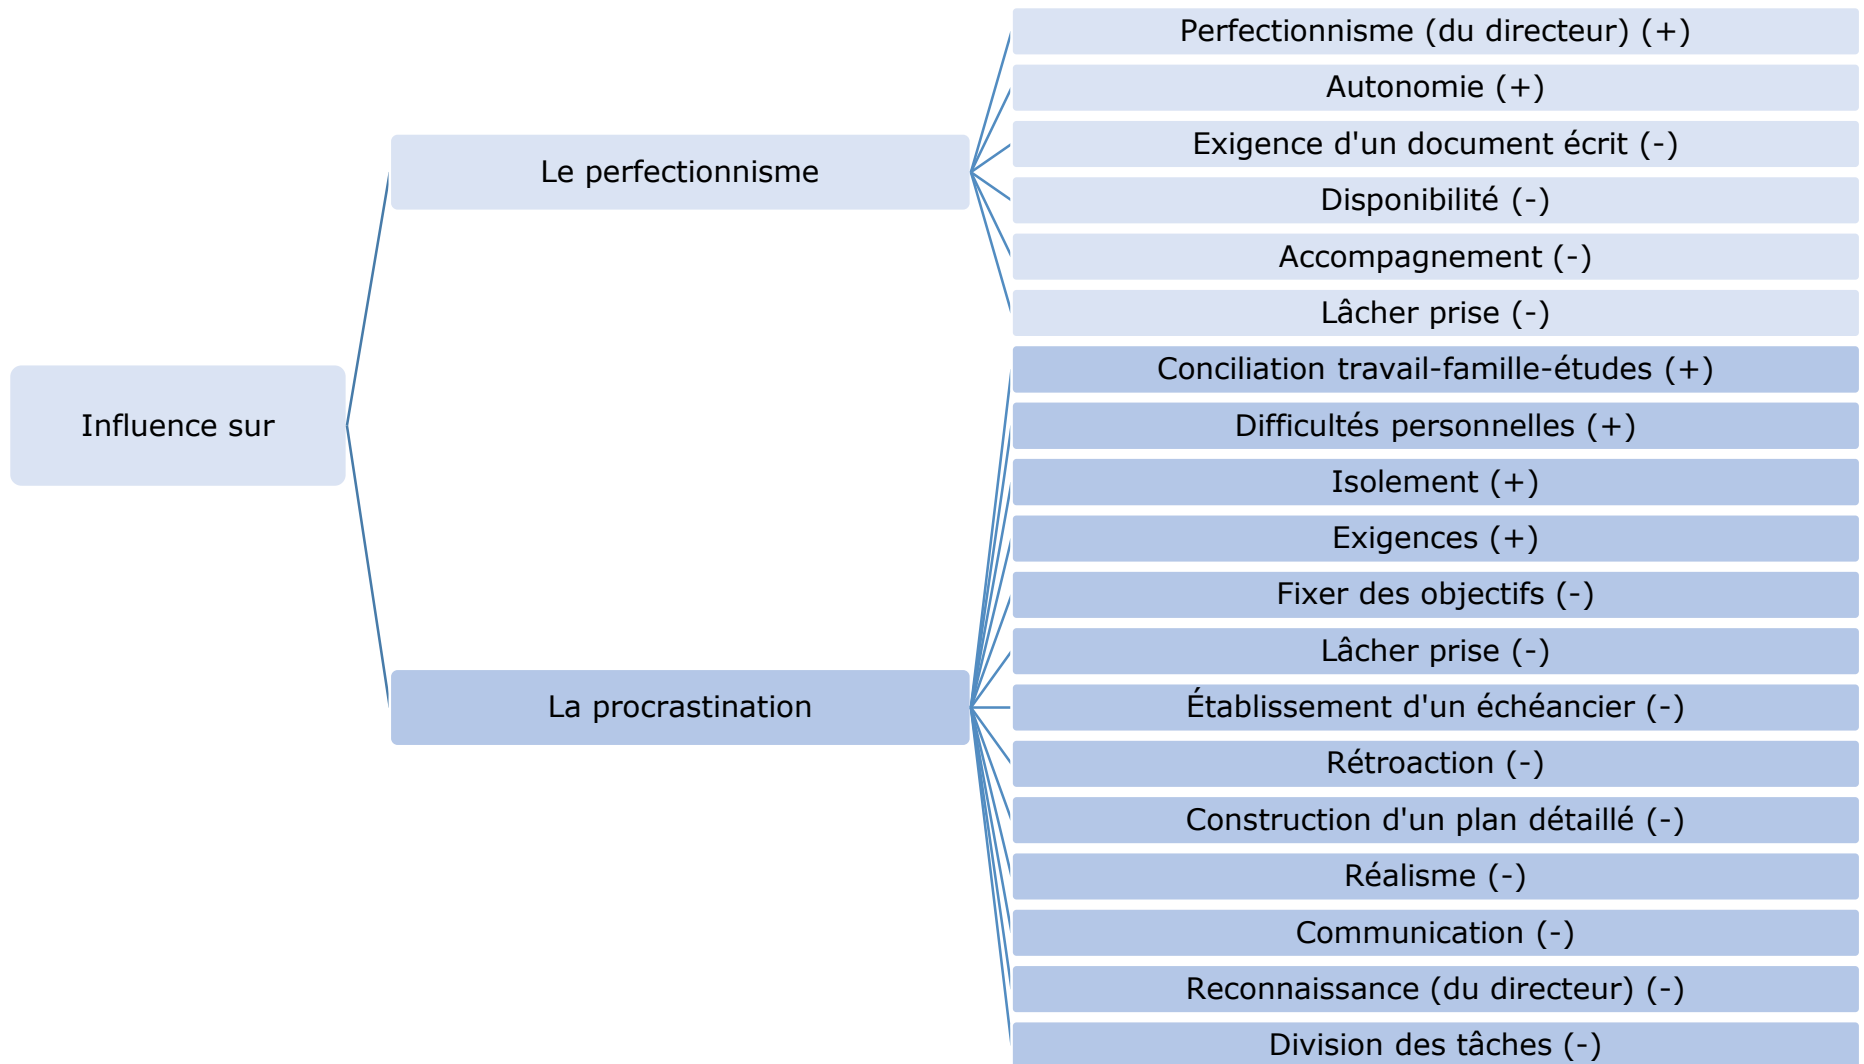 Influence sur
Le perfectionnisme
Perfectionnisme (du directeur) (+)
Autonomie (+)
Exigence d'un document écrit (-)
Disponibilité (-)
Accompagnement (-)
Lâcher prise (-)
La procrastination
Conciliation travail-famille-études (+)
Difficultés personnelles (+)
Isolement (+)
Exigences (+)
Fixer des objectifs (-)
Lâcher prise (-)
Établissement d'un échéancier (-)
Rétroaction (-)
Construction d'un plan détaillé (-)
Réalisme (-)
Communication (-)
Reconnaissance (du directeur) (-)
Division des tâches (-)